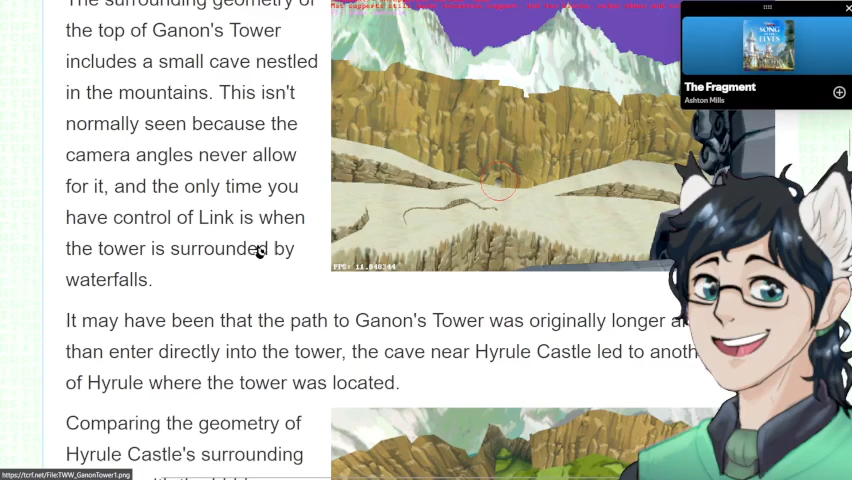 The surrounding geometry of
the top of Ganon's Tower
includes a small cave nestled
in the mountains. This isn't
normally seen because the
camera angles never allow
for it, and the only time you
have control of Link is when
the tower is surrounded by
waterfalls.
FPS: 11.848344
It may have been that the path to Ganon's Tower was originally longer
than enter directly into the tower, the cave near Hyrule Castle led to
of Hyrule where the tower was located.
Comparing the geometry of
Hyrule Castle's surrounding
SONG
LIVES
The Fragment
Ashton Mills
https://tcrf.net/File:TWW_GanonTower1.png